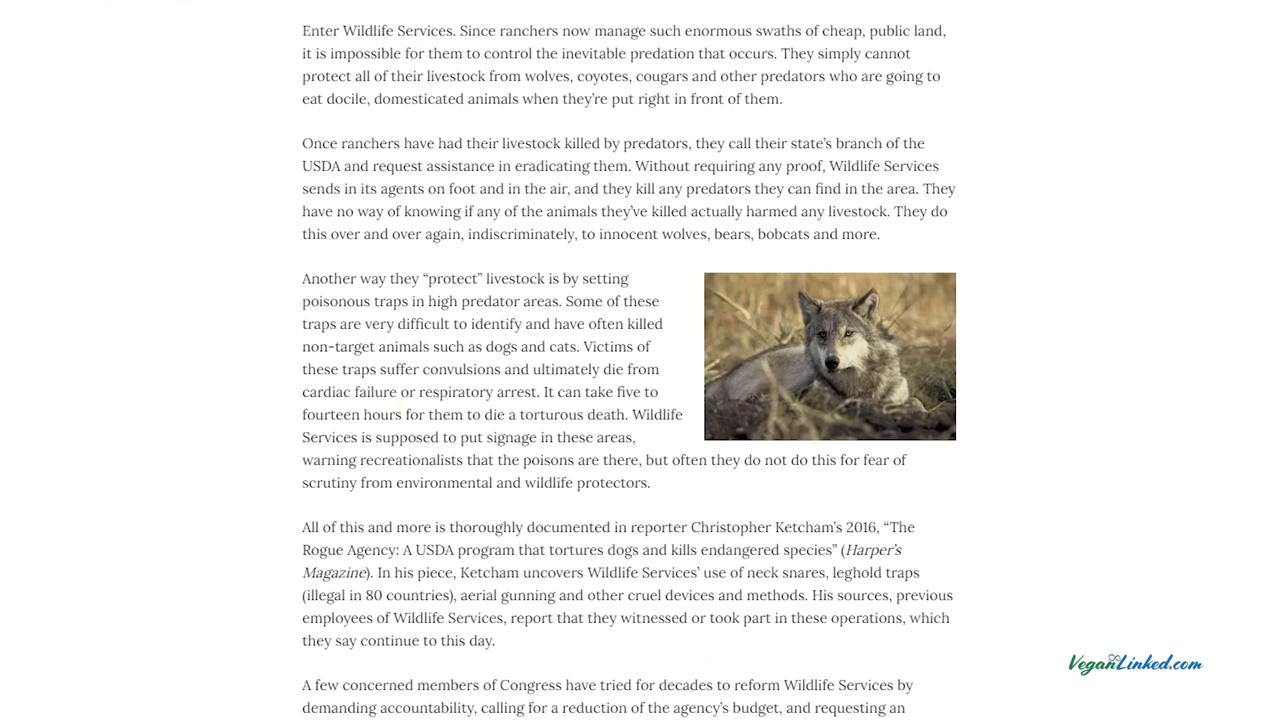 Enter Wildlife Services. Since ranchers now manage such enormous swaths of cheap, public land,
it is impossible for them to control the inevitable predation that occurs. They simply cannot
protect all of their livestock from wolves, coyotes, cougars and other predators who are going to
eat docile, domesticated animals when they’re put right in front of them.
Once ranchers have had their livestock killed by predators, they call their state’s branch of the
USDA and request assistance in eradicating them. Without requiring any proof, Wildlife Services
sends in its agents on foot and in the air, and they kill any predators they can find in the area. They
have no way of knowing if any of the animals they’ve killed actually harmed any livestock. They do
this over and over again, indiscriminately, to innocent wolves, bears, bobcats and more.
Another way they “protect” livestock is by setting
poisonous traps in high predator areas. Some of these
traps are very difficult to identify and have often killed
non-target animals such as dogs and cats. Victims of
these traps suffer convulsions and ultimately die from
cardiac failure or respiratory arrest. It can take five to
fourteen hours for them to die a torturous death. Wildlife
Services is supposed to put signage in these areas,
warning recreationalists that the poisons are there, but often they do not do this for fear of
scrutiny from environmental and wildlife protectors.
All of this and more is thoroughly documented in reporter Christopher Ketcham’s 2016, “The
Rogue Agency: A USDA program that tortures dogs and kills endangered species” (Harper’s
Magazine). In his piece, Ketcham uncovers Wildlife Services’ use of neck snares, leghold traps
(illegal in 80 countries), aerial gunning and other cruel devices and methods. His sources, previous
employees of Wildlife Services, report that they witnessed or took part in these operations, which
they say continue to this day.
VeganLinked.com
A few concerned members of Congress have tried for decades to reform Wildlife Services by
demanding accountability, calling for a reduction of the agency’s budget, and requesting an